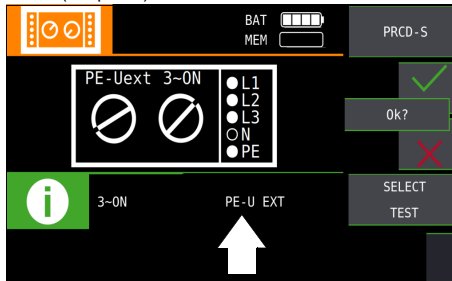 BAT
MEM
PRCD-S
PE-Uext 3~ON
L1
L2
L3
N
PE
Ok?
i
3~ON PE-U EXT
SELECT
TEST